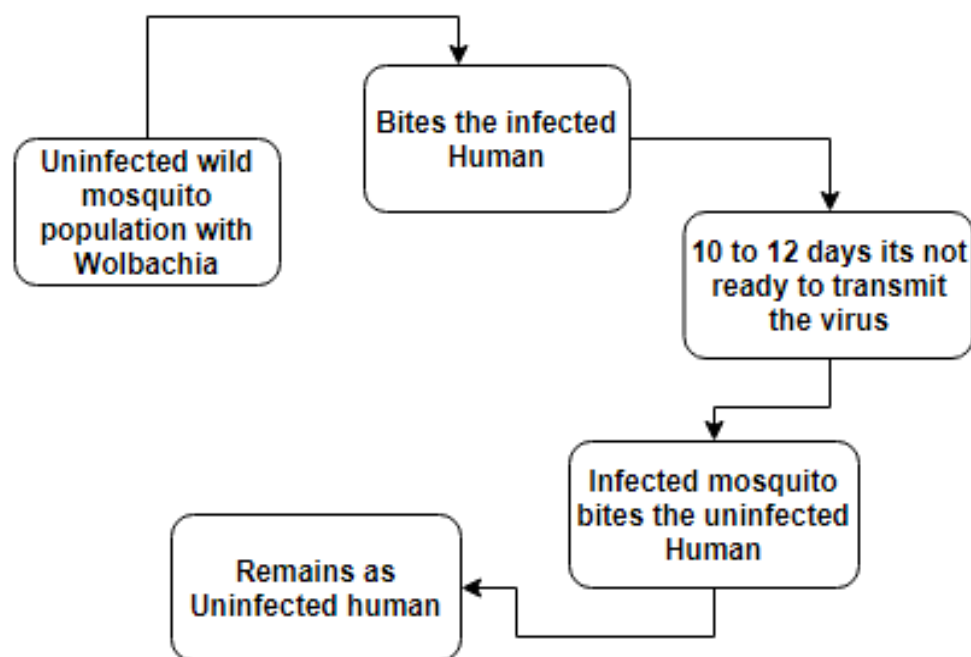 Uninfected wild
mosquito
population with
Wolbachia
Bites the infected
Human
10 to 12 days its not
ready to transmit
the virus
Infected mosquito
bites the uninfected
Human
Remains as
Uninfected human